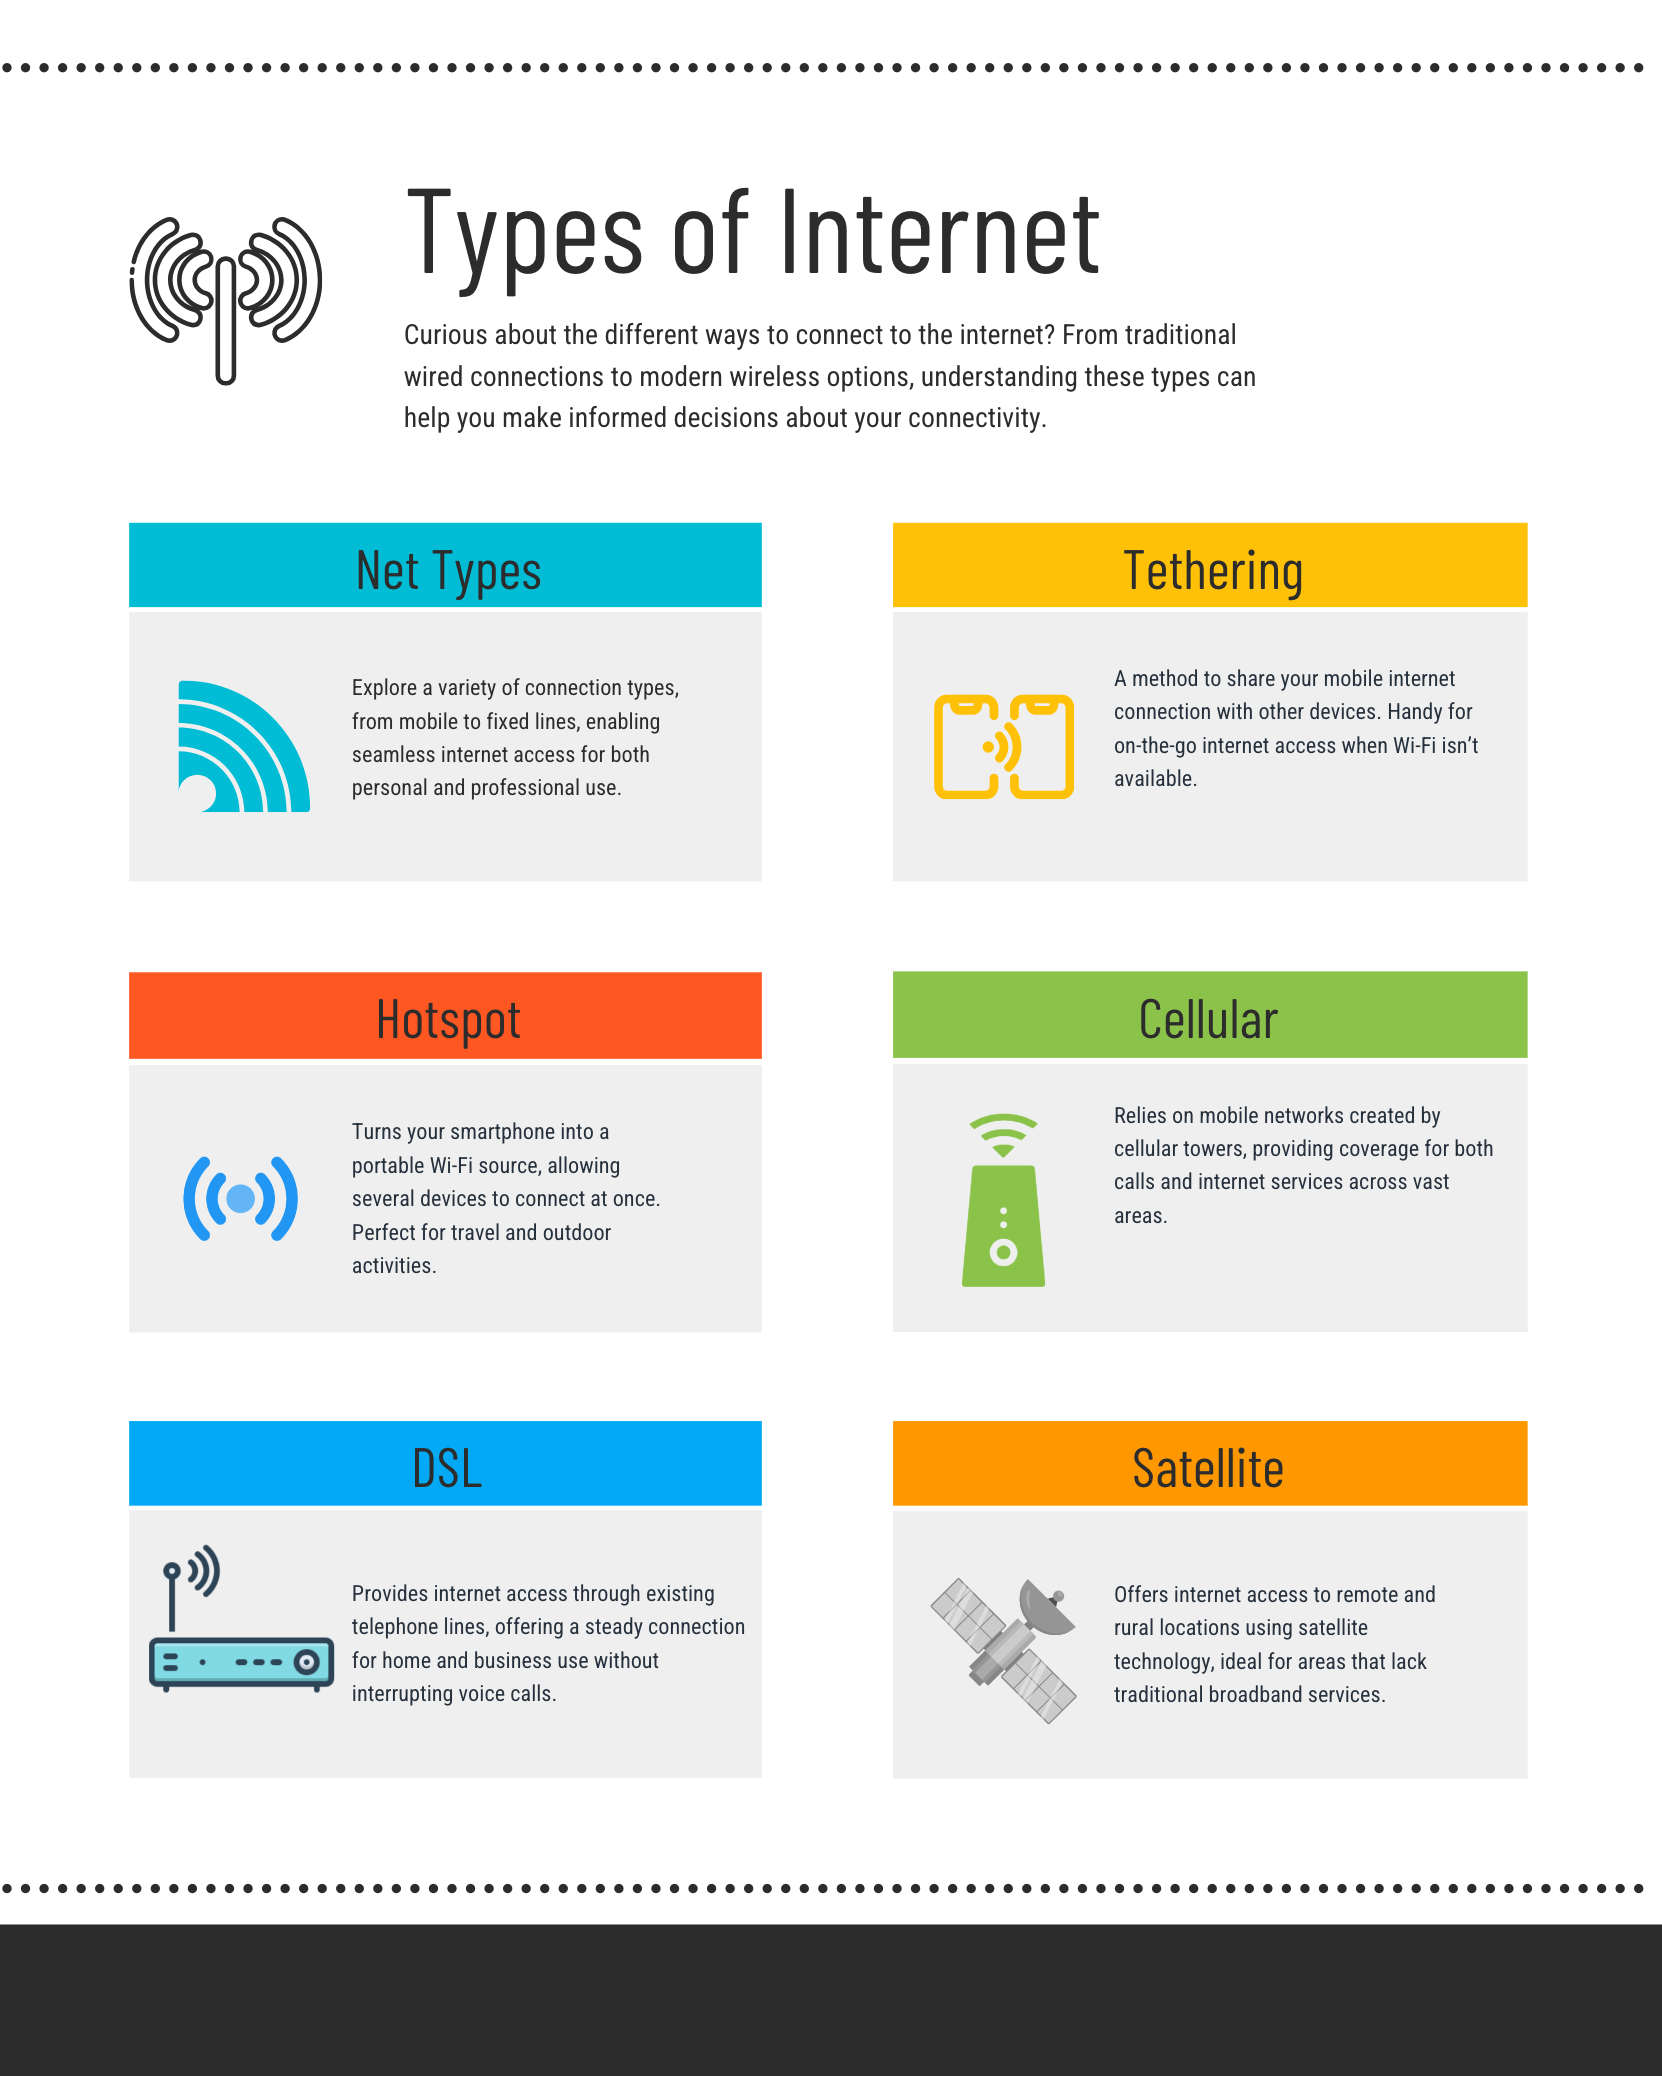 Types of Internet
Curious about the different ways to connect to the internet? From traditional
wired connections to modern wireless options, understanding these types can
help you make informed decisions about your connectivity.
Net Types
Explore a variety of connection types,
from mobile to fixed lines, enabling
seamless internet access for both
personal and professional use.
Tethering
A method to share your mobile internet
connection with other devices. Handy for
on-the-go internet access when Wi-Fi isn’t
available.
Hotspot
Turns your smartphone into a
portable Wi-Fi source, allowing
several devices to connect at once.
Perfect for travel and outdoor
activities.
Cellular
Relies on mobile networks created by
cellular towers, providing coverage for both
calls and internet services across vast
areas.
DSL
Provides internet access through existing
telephone lines, offering a steady connection
for home and business use without
interrupting voice calls.
Satellite
Offers internet access to remote and
rural locations using satellite
technology, ideal for areas that lack
traditional broadband services.